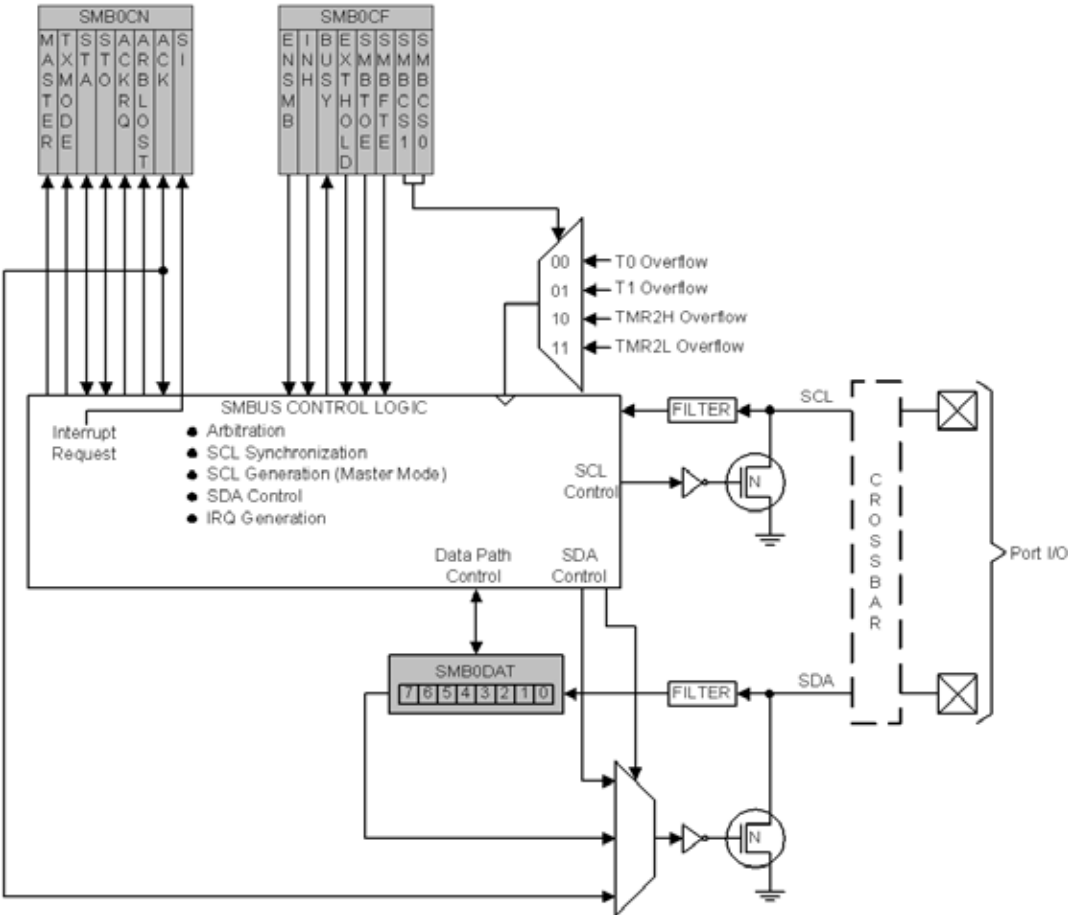 SMB0CN
MASTER
TXMODE
STA
STO
ACKRQ
ARBLOST
ACK
SI
SMB0CF
ENSMB
INH
BUSY
EXTHOLD
SMBTOE
SMBFTE
SMBCS1
SMBCS0
00 T0 Overflow
01 T1 Overflow
10 TMR2H Overflow
11 TMR2L Overflow
SMBUS CONTROL LOGIC
Interrupt
Request
● Arbitration
● SCL Synchronization
● SCL Generation (Master Mode)
● SDA Control
● IRQ Generation
SCL
Control
Data Path
Control
SDA
Control
FILTER
SCL
N
CROSSBAR
Port I/O
SMB0DAT
7 6 5 4 3 2 1 0
FILTER
SDA
N